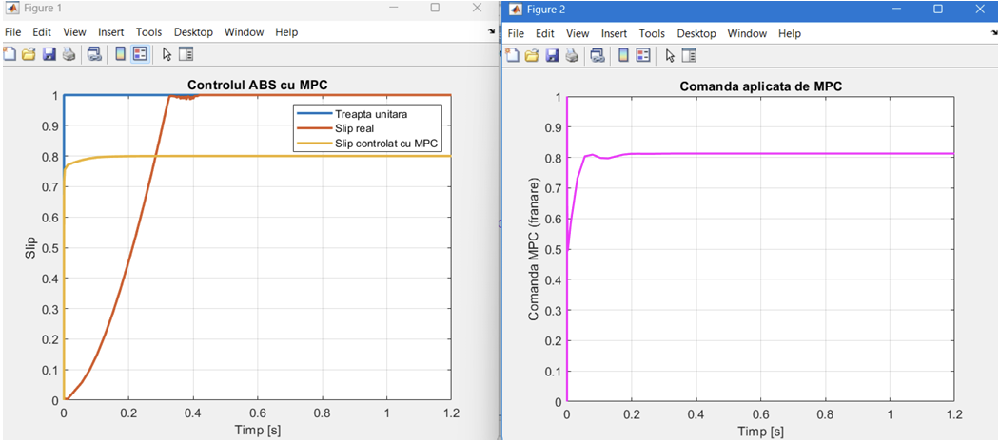 Figure 1
File Edit View Insert Tools Desktop Window Help
Controlul ABS cu MPC
1
0.9
0.8
0.7
0.6
0.5
0.4
0.3
0.2
0.1
0
Slip
Treapta unitara
Slip real
Slip controlat cu MPC
0 0.2 0.4 0.6 0.8 1 1.2
Timp [s]
Figure 2
File Edit View Insert Tools Desktop Window Help
Comanda aplicata de MPC
1
0.9
0.8
0.7
0.6
0.5
0.4
0.3
0.2
0.1
0
Comanda MPC (franare)
0 0.2 0.4 0.6 0.8 1 1.2
Timp [s]